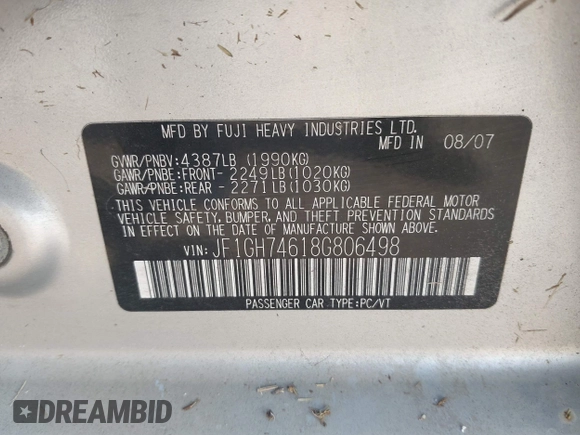 MFD BY FUJI HEAVY INDUSTRIES LTD.
MFD IN 08/07
GVWR/PNBV:4387LB (1990KG)
GAWR/PNBE:FRONT-2249LB(1020KG)
GAWR/PNBE:REAR -2271LB(1030KG)
THIS VEHICLE CONFORMS TO ALL APPLICABLE FEDERAL MOTOR
VEHICLE SAFETY, BUMPER, AND THEFT PREVENTION STANDARDS
IN EFFECT ON THE DATE OF MANUFACTURE SHOWN ABOVE.
VIN: JF1GH74618G806498
PASSENGER CAR TYPE:PC/VT
DREAMBID